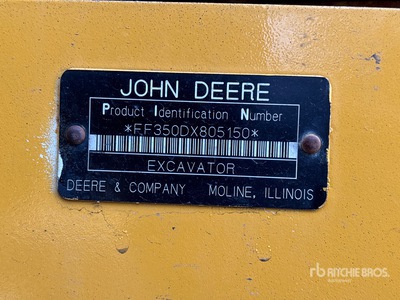 JOHN DEERE
Product Identification Number
*FF350DX805150*
EXCAVATOR
DEERE & COMPANY MOLINE, ILLINOIS
rb RITCHIE BROS.